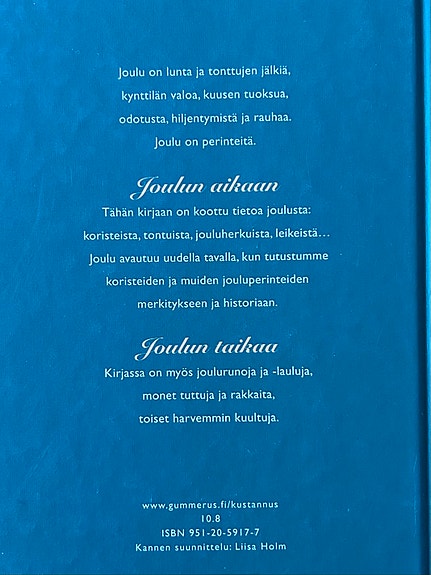 Joulu on lunta ja tonttujen jälkiä,
kynttilän valoa, kuusen tuoksua,
odotusta, hiljentymistä ja rauhaa.
Joulu on perinteitä.
Joulun aikaan
Tähän kirjaan on koottu tietoa joulusta:
koristeista, tontuista, jouluherkuista, leikeistä...
Joulu avautuu uudella tavalla, kun tutustumme
koristeiden ja muiden jouluperinteiden
merkitykseen ja historiaan.
Joulun taikaa
Kirjassa on myös joulurunoja ja -lauluja,
monet tuttuja ja rakkaita,
toiset harvemmin kuultuja.
www.gummerus.fi/kustannus
10.8
ISBN 951-20-5917-7
Kannen suunnittelu: Liisa Holm